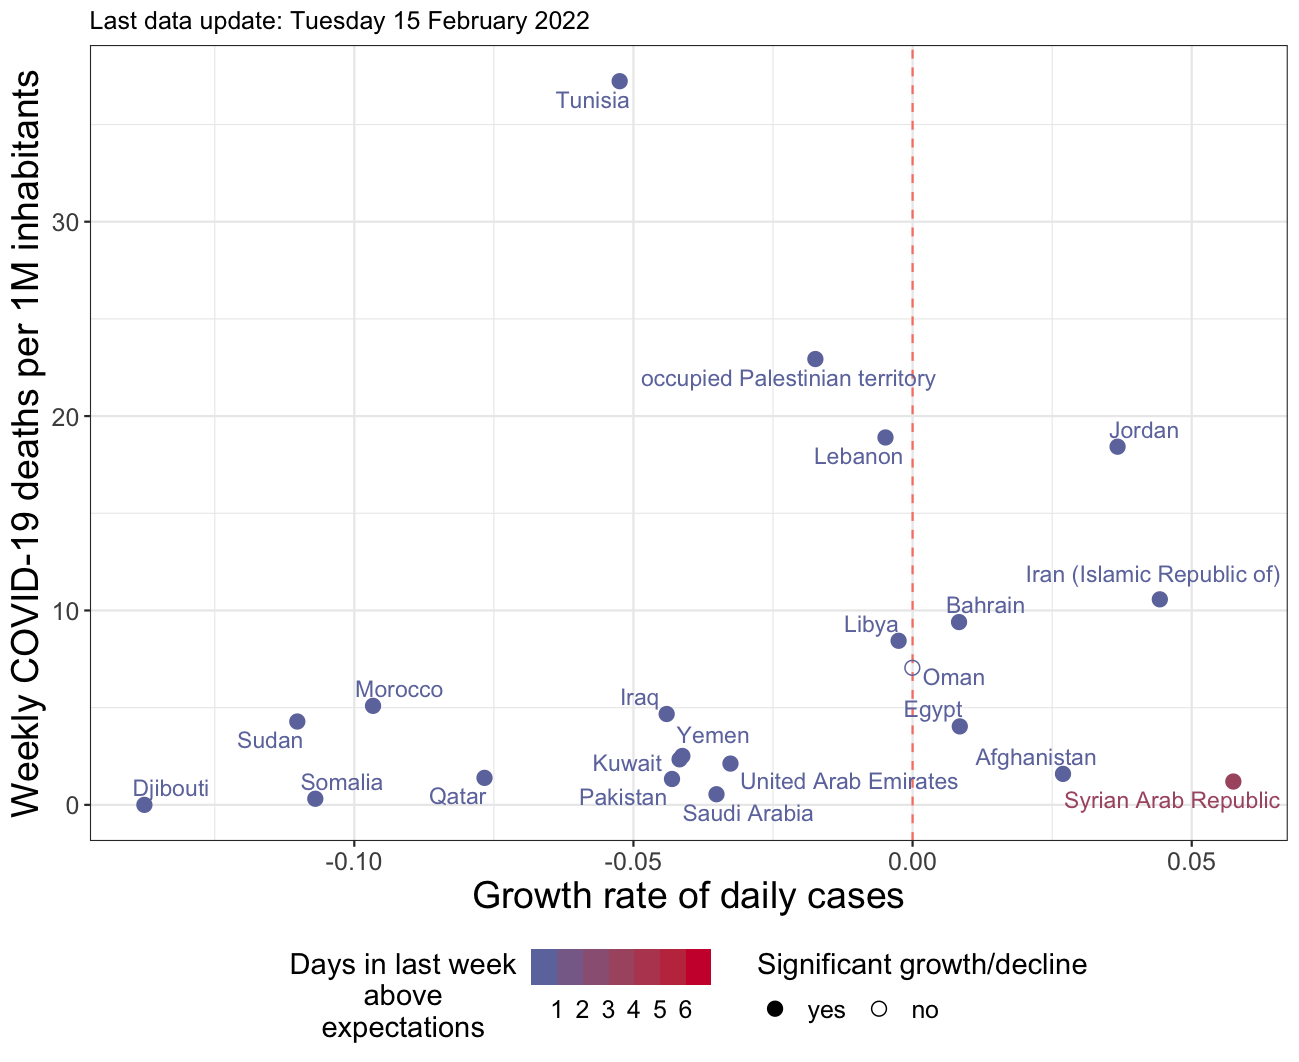 Last data update: Tuesday 15 February 2022
Weekly COVID-19 deaths per 1M inhabitants
30
20
10
0
Tunisia
occupied Palestinian territory
Jordan
Lebanon
Iran (Islamic Republic of)
Bahrain
Libya
Oman
Morocco
Iraq
Egypt
Sudan
Yemen
Kuwait
Afghanistan
Djibouti
Somalia
United Arab Emirates
Qatar
Pakistan
Syrian Arab Republic
Saudi Arabia
-0.10
-0.05
0.00
0.05
Growth rate of daily cases
Days in last week
above
expectations
1 2 3 4 5 6
Significant growth/decline
yes
no